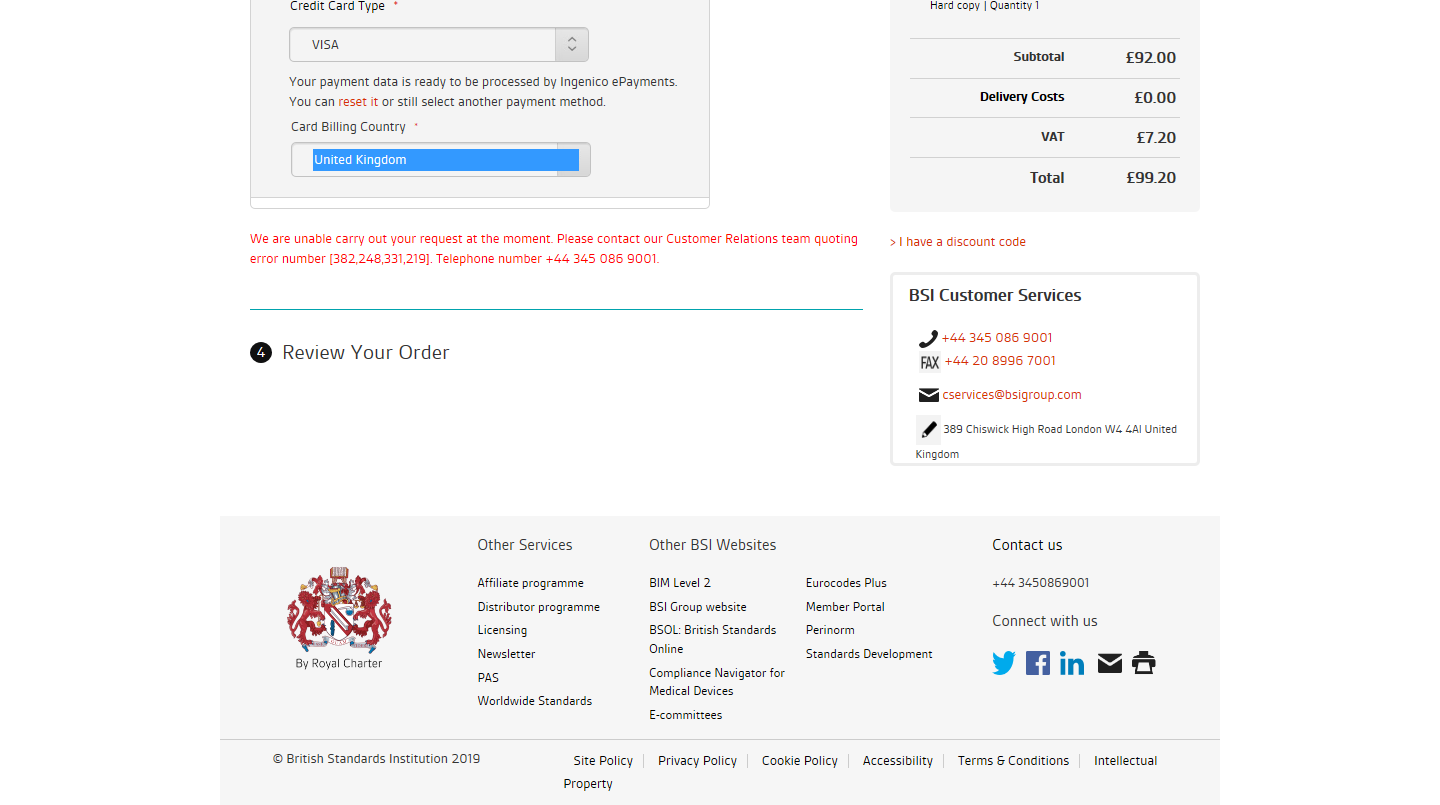 Credit Card Type *
VISA
Your payment data is ready to be processed by Ingenico ePayments.
You can reset it or still select another payment method.
Card Billing Country *
United Kingdom
We are unable carry out your request at the moment. Please contact our Customer Relations team quoting
error number [382,248,331,219]. Telephone number +44 345 086 9001.
4 Review Your Order
Hard copy | Quantity 1
Subtotal £92.00
Delivery Costs £0.00
VAT £7.20
Total £99.20
> I have a discount code
BSI Customer Services
+44 345 086 9001
FAX +44 20 8996 7001
cservices@bsigroup.com
389 Chiswick High Road London W4 4Al United
Kingdom
By Royal Charter
Other Services
Affiliate programme
Distributor programme
Licensing
Newsletter
PAS
Worldwide Standards
Other BSI Websites
BIM Level 2
BSI Group website
BSOL: British Standards
Online
Compliance Navigator for
Medical Devices
E-committees
Eurocodes Plus
Member Portal
Perinorm
Standards Development
Contact us
+44 3450869001
Connect with us
© British Standards Institution 2019
Site Policy | Privacy Policy | Cookie Policy | Accessibility | Terms & Conditions | Intellectual
Property